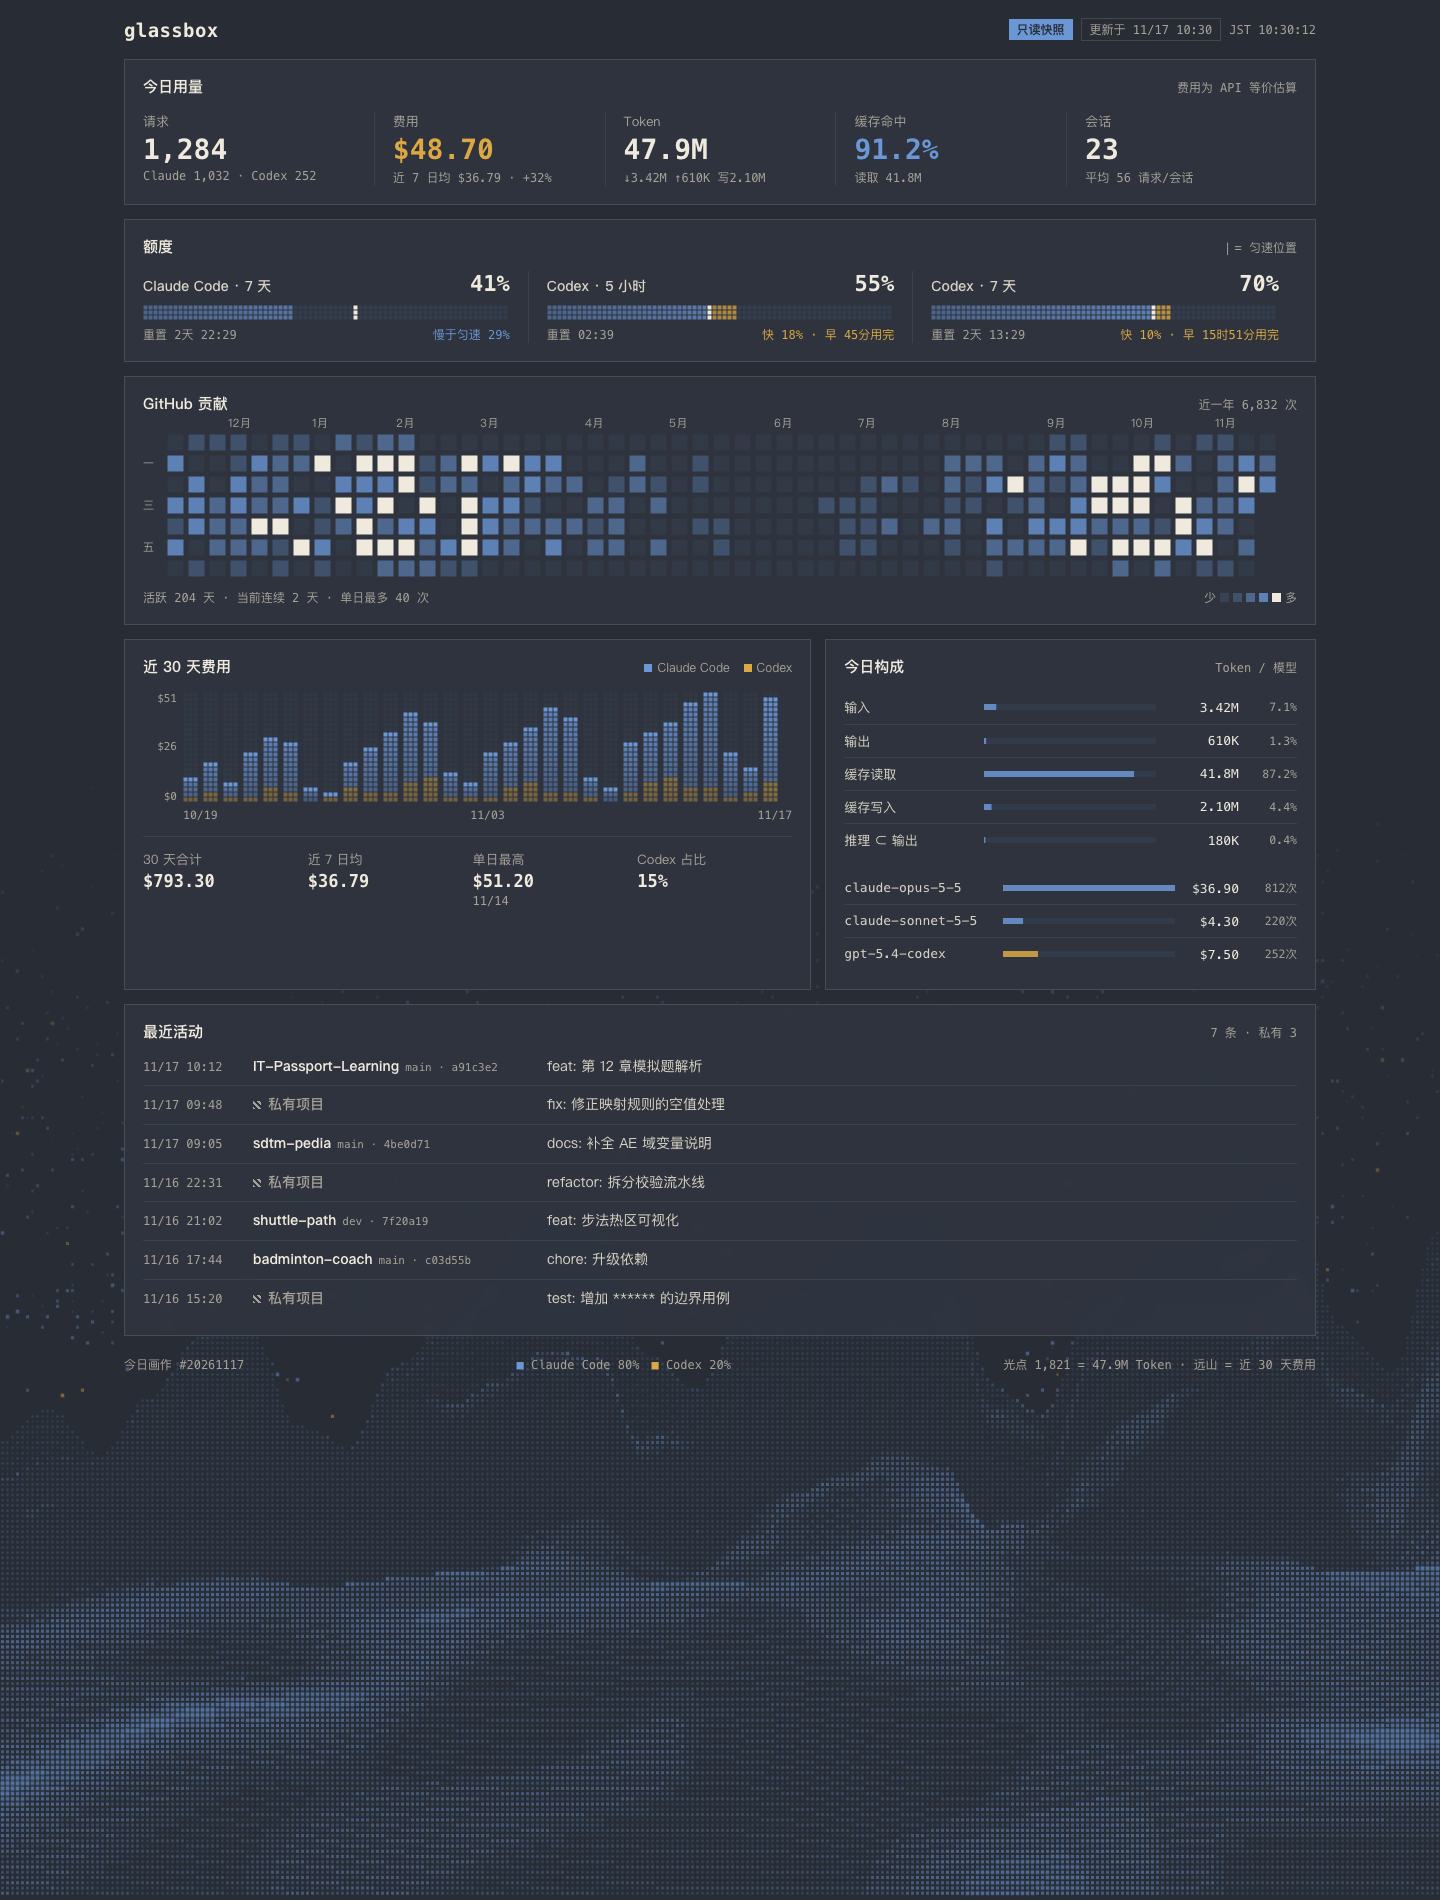 glassbox
只读快照 更新于 11/17 10:30 JST 10:30:12
今日用量 费用为 API 等价估算
请求 费用 Token 缓存命中 会话
1,284 $48.70 47.9M 91.2% 23
Claude 1,032 · Codex 252 近 7 日均 $36.79 · +32% ↓3.42M ↑610K 写2.10M 读取 41.8M 平均 56 请求/会话
额度 | = 匀速位置
Claude Code · 7 天 41% Codex · 5 小时 55% Codex · 7 天 70%
重置 2天 22:29 慢于匀速 29% 重置 02:39 快 18% · 早 45分用完 重置 2天 13:29 快 10% · 早 15时51分用完
GitHub 贡献 近一年 6,832 次
12月 1月 2月 3月 4月 5月 6月 7月 8月 9月 10月 11月
一
三
五
活跃 204 天 · 当前连续 2 天 · 单日最多 40 次 少 多
近 30 天费用 Claude Code Codex
$51
$26
$0
10/19 11/03 11/17
30 天合计 近 7 日均 单日最高 Codex 占比
$793.30 $36.79 $51.20 15%
11/14
今日构成 Token / 模型
输入 3.42M 7.1%
输出 610K 1.3%
缓存读取 41.8M 87.2%
缓存写入 2.10M 4.4%
推理 ⊂ 输出 180K 0.4%
claude-opus-5-5 $36.90 812次
claude-sonnet-5-5 $4.30 220次
gpt-5.4-codex $7.50 252次
最近活动 7 条 · 私有 3
11/17 10:12 IT-Passport-Learning main · a91c3e2 feat: 第 12 章模拟题解析
11/17 09:48 私有项目 fix: 修正映射规则的空值处理
11/17 09:05 sdtm-pedia main · 4be0d71 docs: 补全 AE 域变量说明
11/16 22:31 私有项目 refactor: 拆分校验流水线
11/16 21:02 shuttle-path dev · 7f20a19 feat: 步法热区可视化
11/16 17:44 badminton-coach main · c03d55b chore: 升级依赖
11/16 15:20 私有项目 test: 增加 ****** 的边界用例
今日画作 #20261117 Claude Code 80% Codex 20% 光点 1,821 = 47.9M Token · 远山 = 近 30 天费用